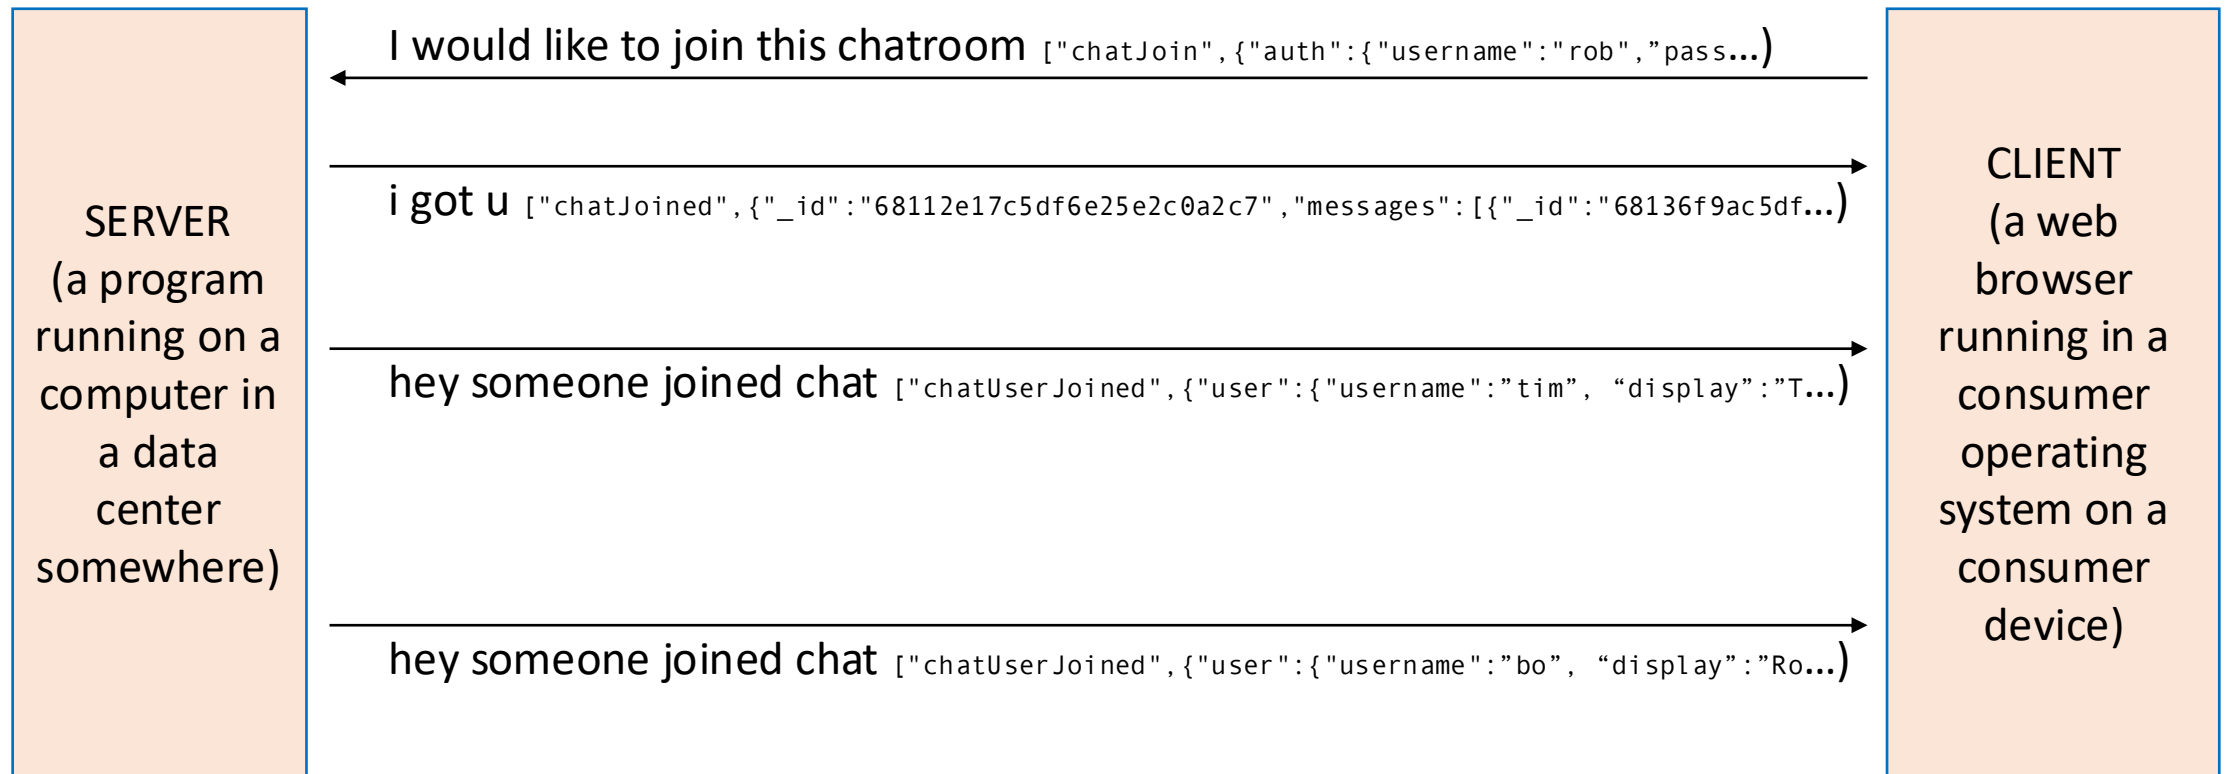 I would like to join this chatroom ["chatJoin",{"auth":{"username":"rob",”pass...)
i got u ["chatJoined",{"_id":"68112e17c5df6e25e2c0a2c7","messages":[{"_id":"68136f9ac5df...)
hey someone joined chat ["chatUserJoined",{"user":{"username":”tim”, “display”:”T...)
hey someone joined chat ["chatUserJoined",{"user":{"username":”bo”, “display”:”Ro...)
SERVER
(a program
running on a
computer in
a data
center
somewhere)
CLIENT
(a web
browser
running in a
consumer
operating
system on a
consumer
device)